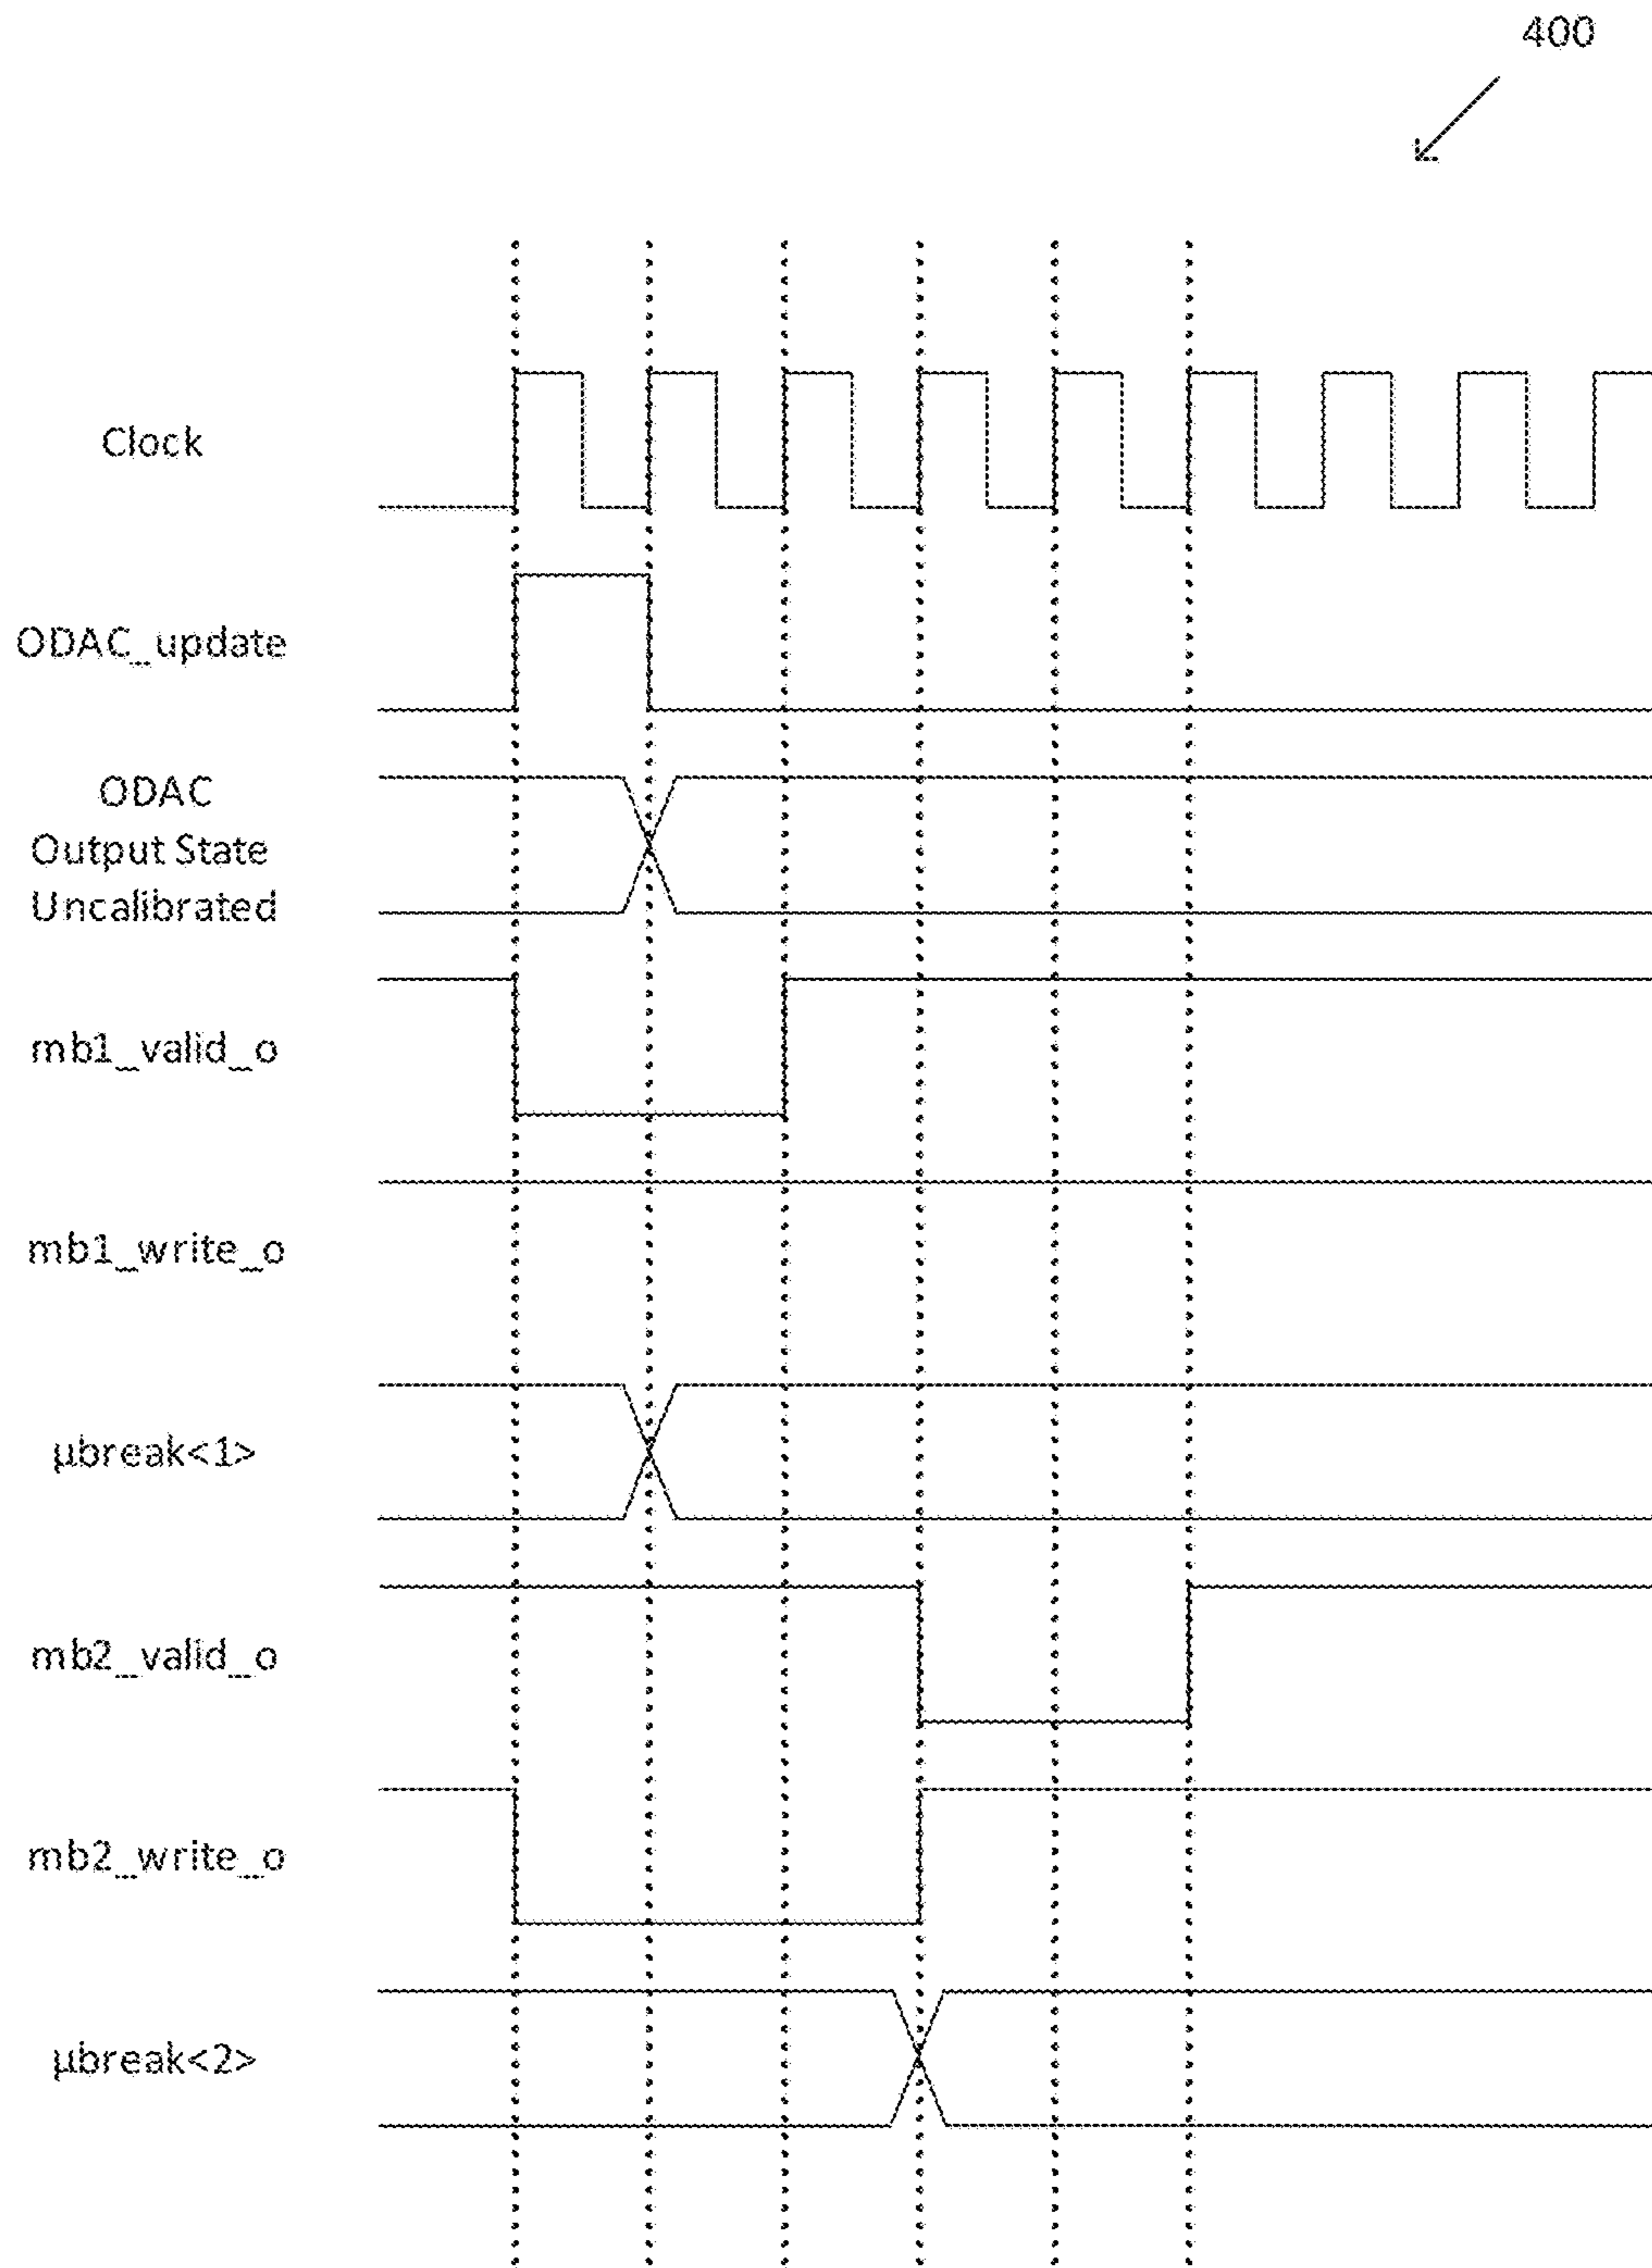 400
Clock
ODAC_update
ODAC
Output State
Uncalibrated
mb1_valid_o
mb1_write_o
µbreak<1>
mb2_valid_o
mb2_write_o
µbreak<2>